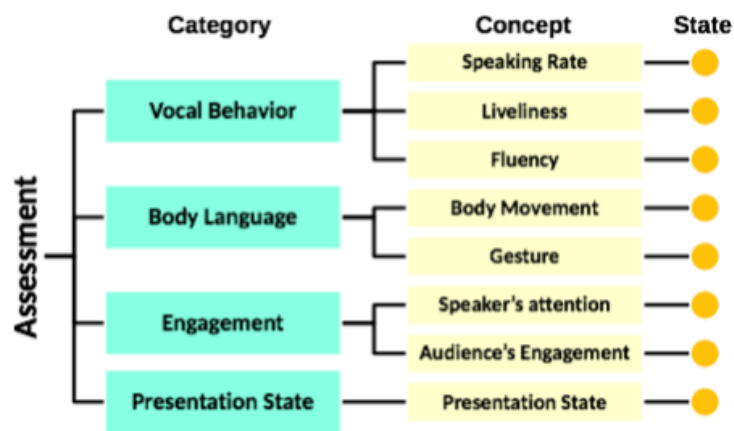 Category Concept State
Speaking Rate
Vocal Behavior Liveliness
Fluency
Body Movement
Body Language
Gesture
Assessment
Speaker's attention
Engagement
Audience's Engagement
Presentation State Presentation State